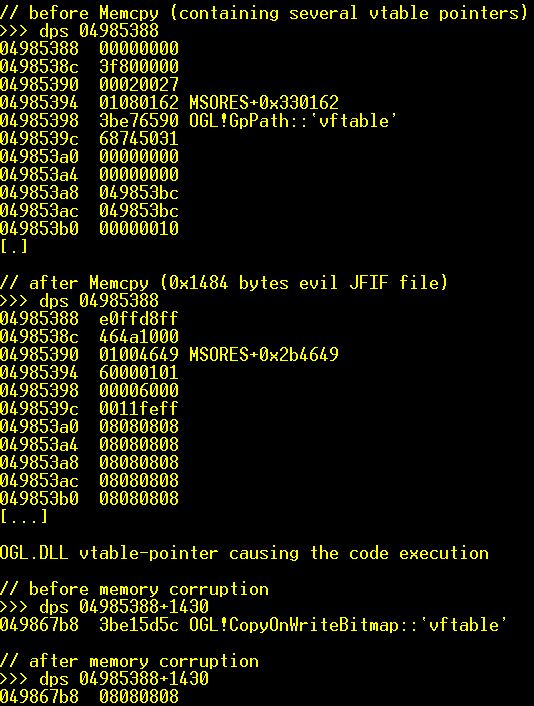 // before Memcpy (containing several vtable pointers)
>>> dps 04985388
04985388 00000000
0498538c 3f800000
04985390 00020027
04985394 01080162 MSORES+0x330162
04985398 3be76590 OGL!GpPath::`vftable'
0498539c 68745031
049853a0 00000000
049853a4 00000000
049853a8 049853bc
049853ac 049853bc
049853b0 00000010
[.]
// after Memcpy (0x1484 bytes evil JFIF file)
>>> dps 04985388
04985388 e0ffd8ff
0498538c 464a1000
04985390 01004649 MSORES+0x2b4649
04985394 60000101
04985398 00006000
0498539c 0011feff
049853a0 08080808
049853a4 08080808
049853a8 08080808
049853ac 08080808
049853b0 08080808
[...]
OGL.DLL vtable-pointer causing the code execution
// before memory corruption
>>> dps 04985388+1430
049867b8 3be15d5c OGL!CopyOnWriteBitmap::`vftable'
// after memory corruption
>>> dps 04985388+1430
049867b8 08080808